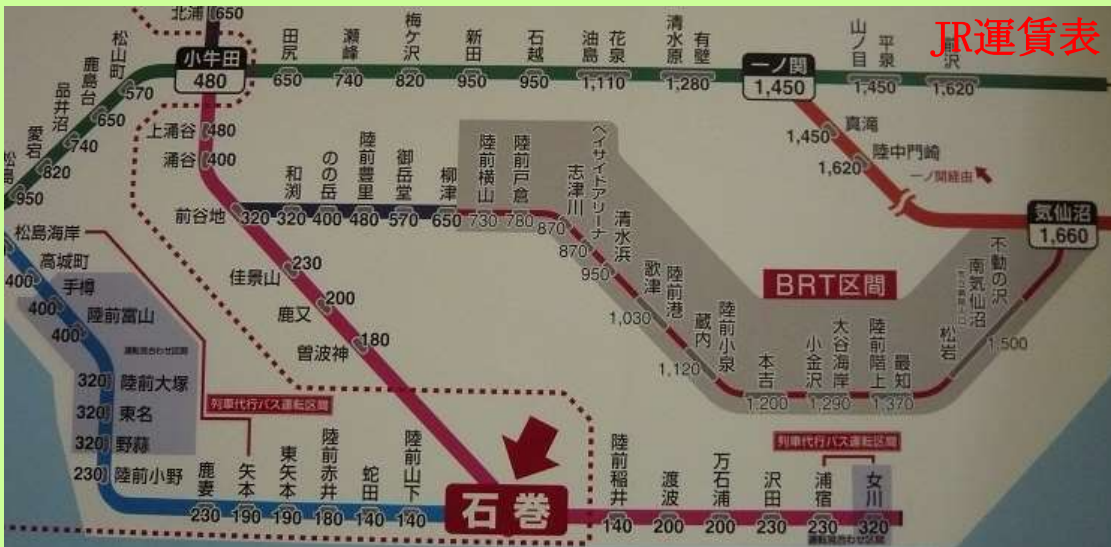 JR運賃表
北浦 650
小牛田
480
田尻 650
瀬峰 740
梅ケ沢 820
新田 950
石越 950
油島
花泉
1,110
清水原
有壁
1,280
一ノ関
1,450
山ノ目
平泉
1,450
1,620
松山町 570
鹿島台 650
品井沼 740
愛宕 820
950
上涌谷 480
涌谷 400
前谷地 320
和渕 320
のの岳 400
陸前豊里 480
御岳堂 570
柳津 650
陸前横山 730
陸前戸倉 780
志津川 870
ベイサイドアリーナ 870
清水浜 950
歌津 1,030
陸前港
蔵内
1,120
陸前小泉
本吉 1,200
小金沢
大谷海岸
1,290
陸前階上
最知
1,370
松岩
南気仙沼
不動の沢
1,500
BRT区間
真滝 1,450
陸中門崎 1,620
一ノ関経由
気仙沼
1,660
佳景山 230
鹿又 200
曽波神 180
松島海岸
400
高城町
手樽 400
陸前富山 400
運転見合わせ区間
陸前大塚 320
東名 320
野蒜 320
陸前小野 230
列車代行バス運転区間
鹿妻 230
矢本 190
東矢本 190
陸前赤井 180
蛇田 140
陸前山下 140
石巻
陸前稲井 140
渡波 200
万石浦 200
沢田 230
浦宿 230
女川 320
列車代行バス運転区間
運転見合わせ区間